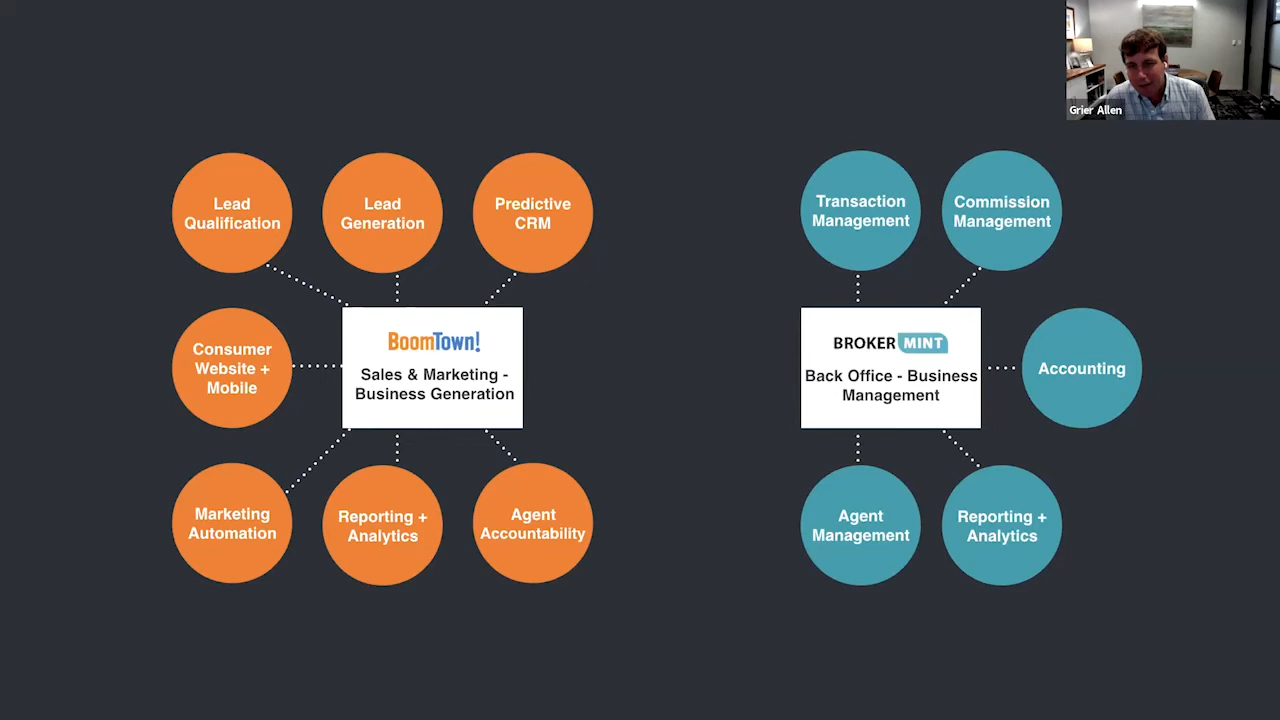 Grier Allen
Lead
Qualification
Lead
Generation
Predictive
CRM
Consumer
Website +
Mobile
BoomTown!
Sales & Marketing -
Business Generation
Marketing
Automation
Reporting +
Analytics
Agent
Accountability
Transaction
Management
Commission
Management
BROKER MINT
Back Office - Business
Management
Accounting
Agent
Management
Reporting +
Analytics